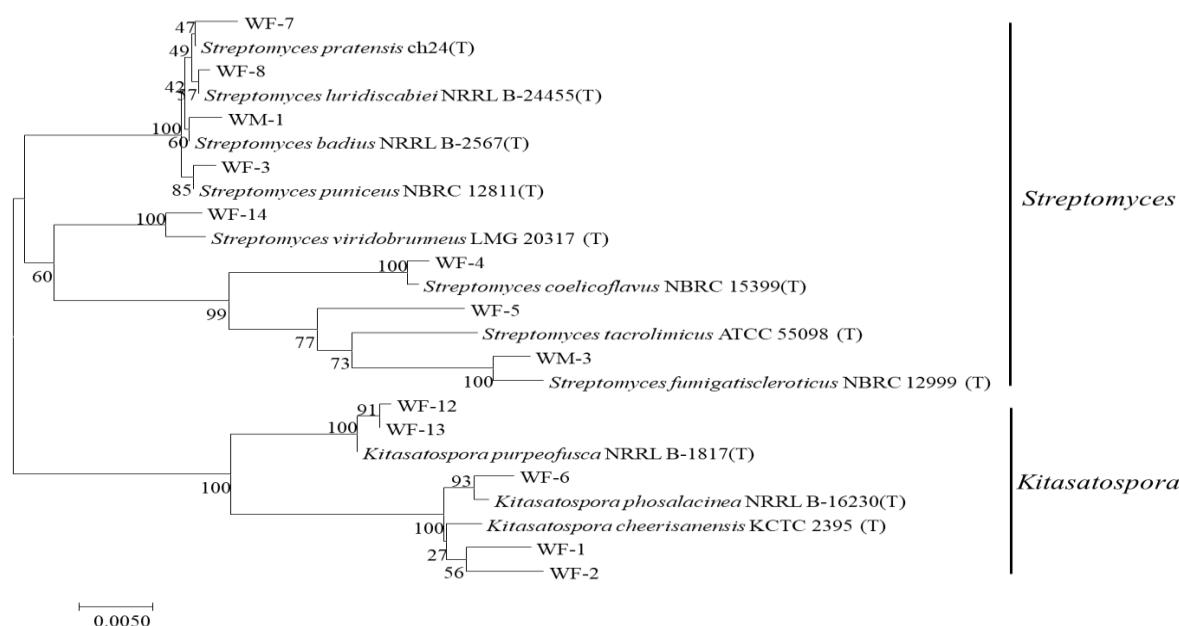 47
WF-7
49
Streptomyces pratensis ch24(T)
WF-8
42
57
Streptomyces luridiscabiei NRRL B-24455(T)
WM-1
100
60
Streptomyces badius NRRL B-2567(T)
WF-3
85
Streptomyces puniceus NBRC 12811(T)
Streptomyces
100
WF-14
Streptomyces viridobrunneus LMG 20317 (T)
60
100
WF-4
Streptomyces coelicoflavus NBRC 15399(T)
99
WF-5
77
Streptomyces tacrolimicus ATCC 55098 (T)
73
WM-3
100
Streptomyces fumigatiscleroticus NBRC 12999 (T)
91
WF-12
100
WF-13
Kitasatospora purpeofusca NRRL B-1817(T)
100
93
WF-6
Kitasatospora
Kitasatospora phosalacinea NRRL B-16230(T)
100
Kitasatospora cheerisanensis KCTC 2395 (T)
27
WF-1
56
WF-2
0.0050